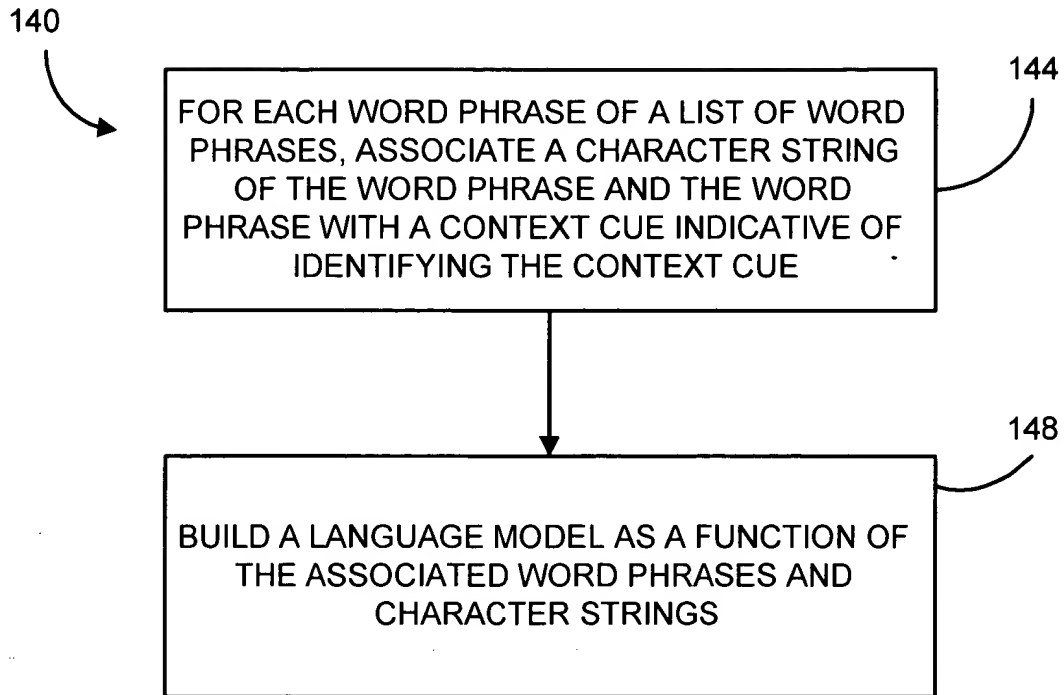 140
144
FOR EACH WORD PHRASE OF A LIST OF WORD
PHRASES, ASSOCIATE A CHARACTER STRING
OF THE WORD PHRASE AND THE WORD
PHRASE WITH A CONTEXT CUE INDICATIVE OF
IDENTIFYING THE CONTEXT CUE
148
BUILD A LANGUAGE MODEL AS A FUNCTION OF
THE ASSOCIATED WORD PHRASES AND
CHARACTER STRINGS